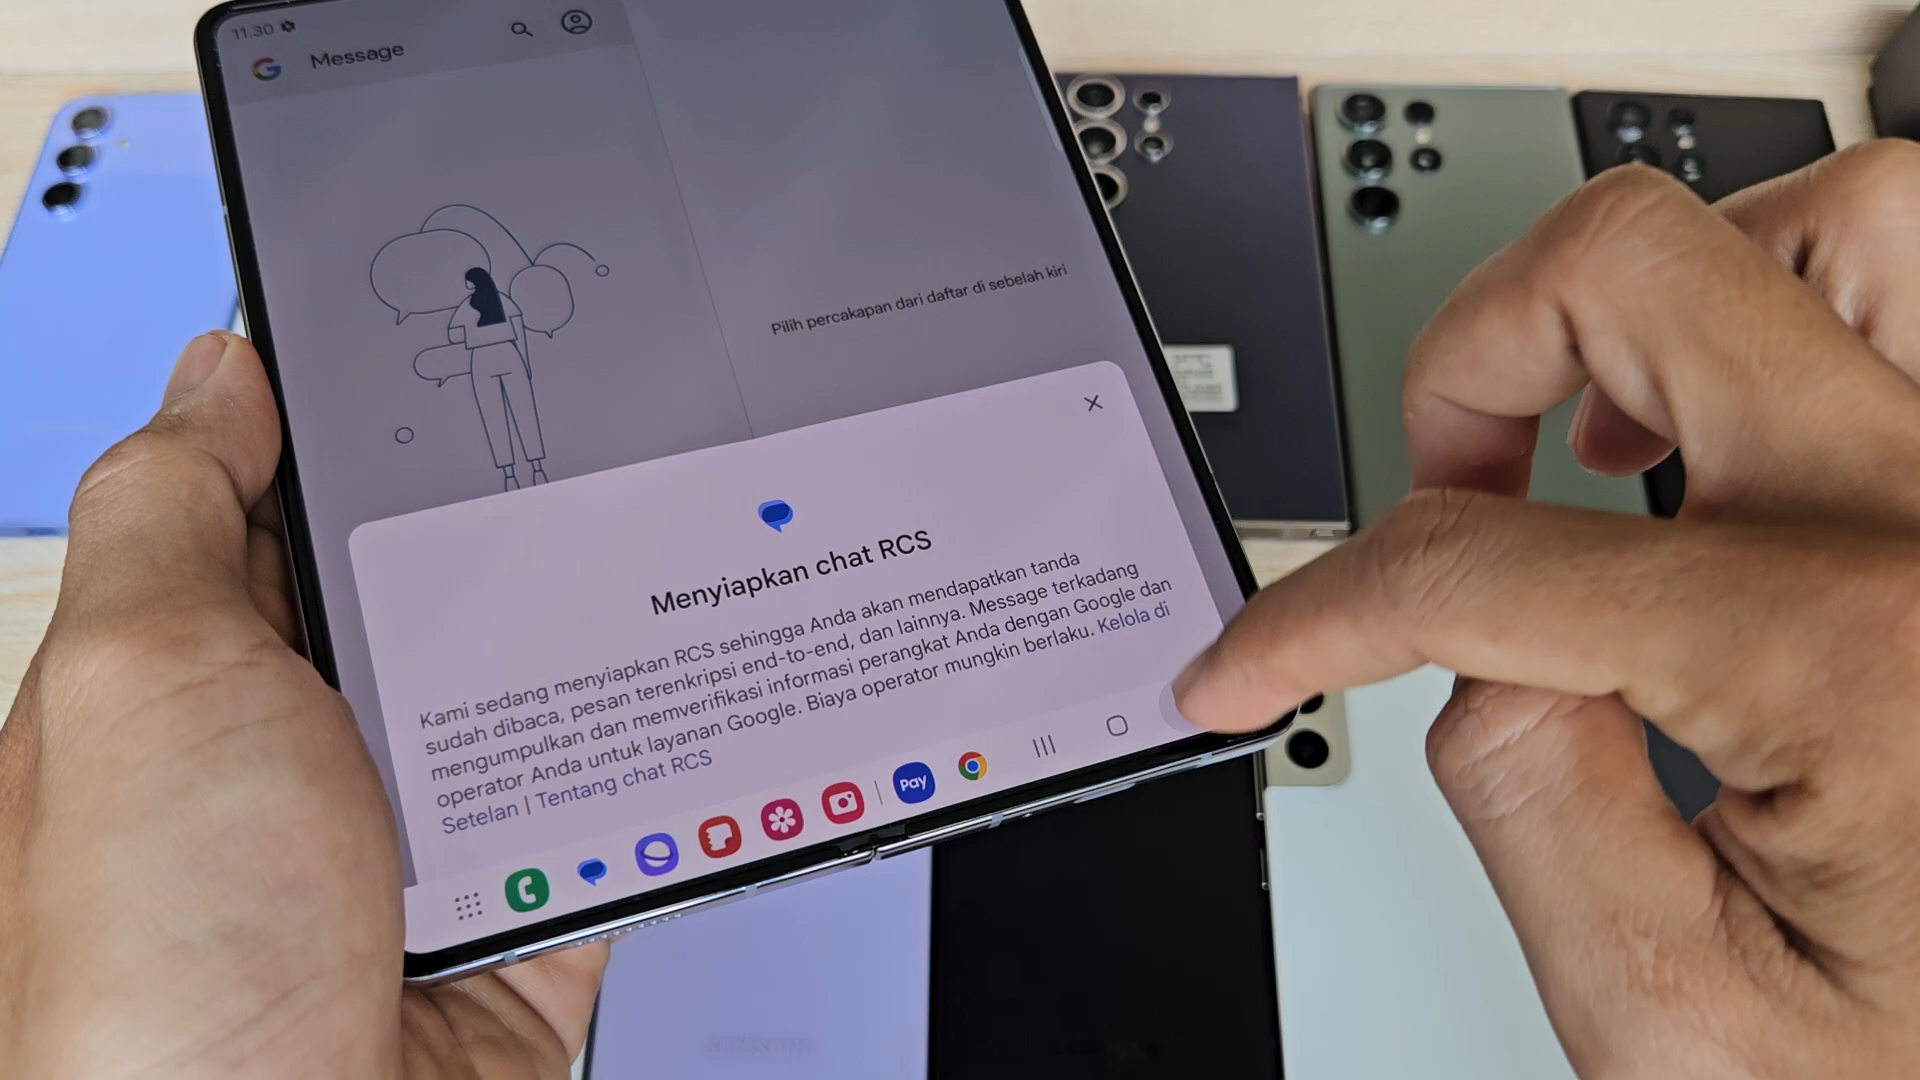 11.30
Message
Pilih percakapan dari daftar di sebelah kiri
Menyiapkan chat RCS
Kami sedang menyiapkan RCS sehingga Anda akan mendapatkan tanda
sudah dibaca, pesan terenkripsi end-to-end, dan lainnya. Message terkadang
mengumpulkan dan memverifikasi informasi perangkat Anda dengan Google dan
operator Anda untuk layanan Google. Biaya operator mungkin berlaku. Kelola di
Setelan | Tentang chat RCS
Pay
SAMSUNG